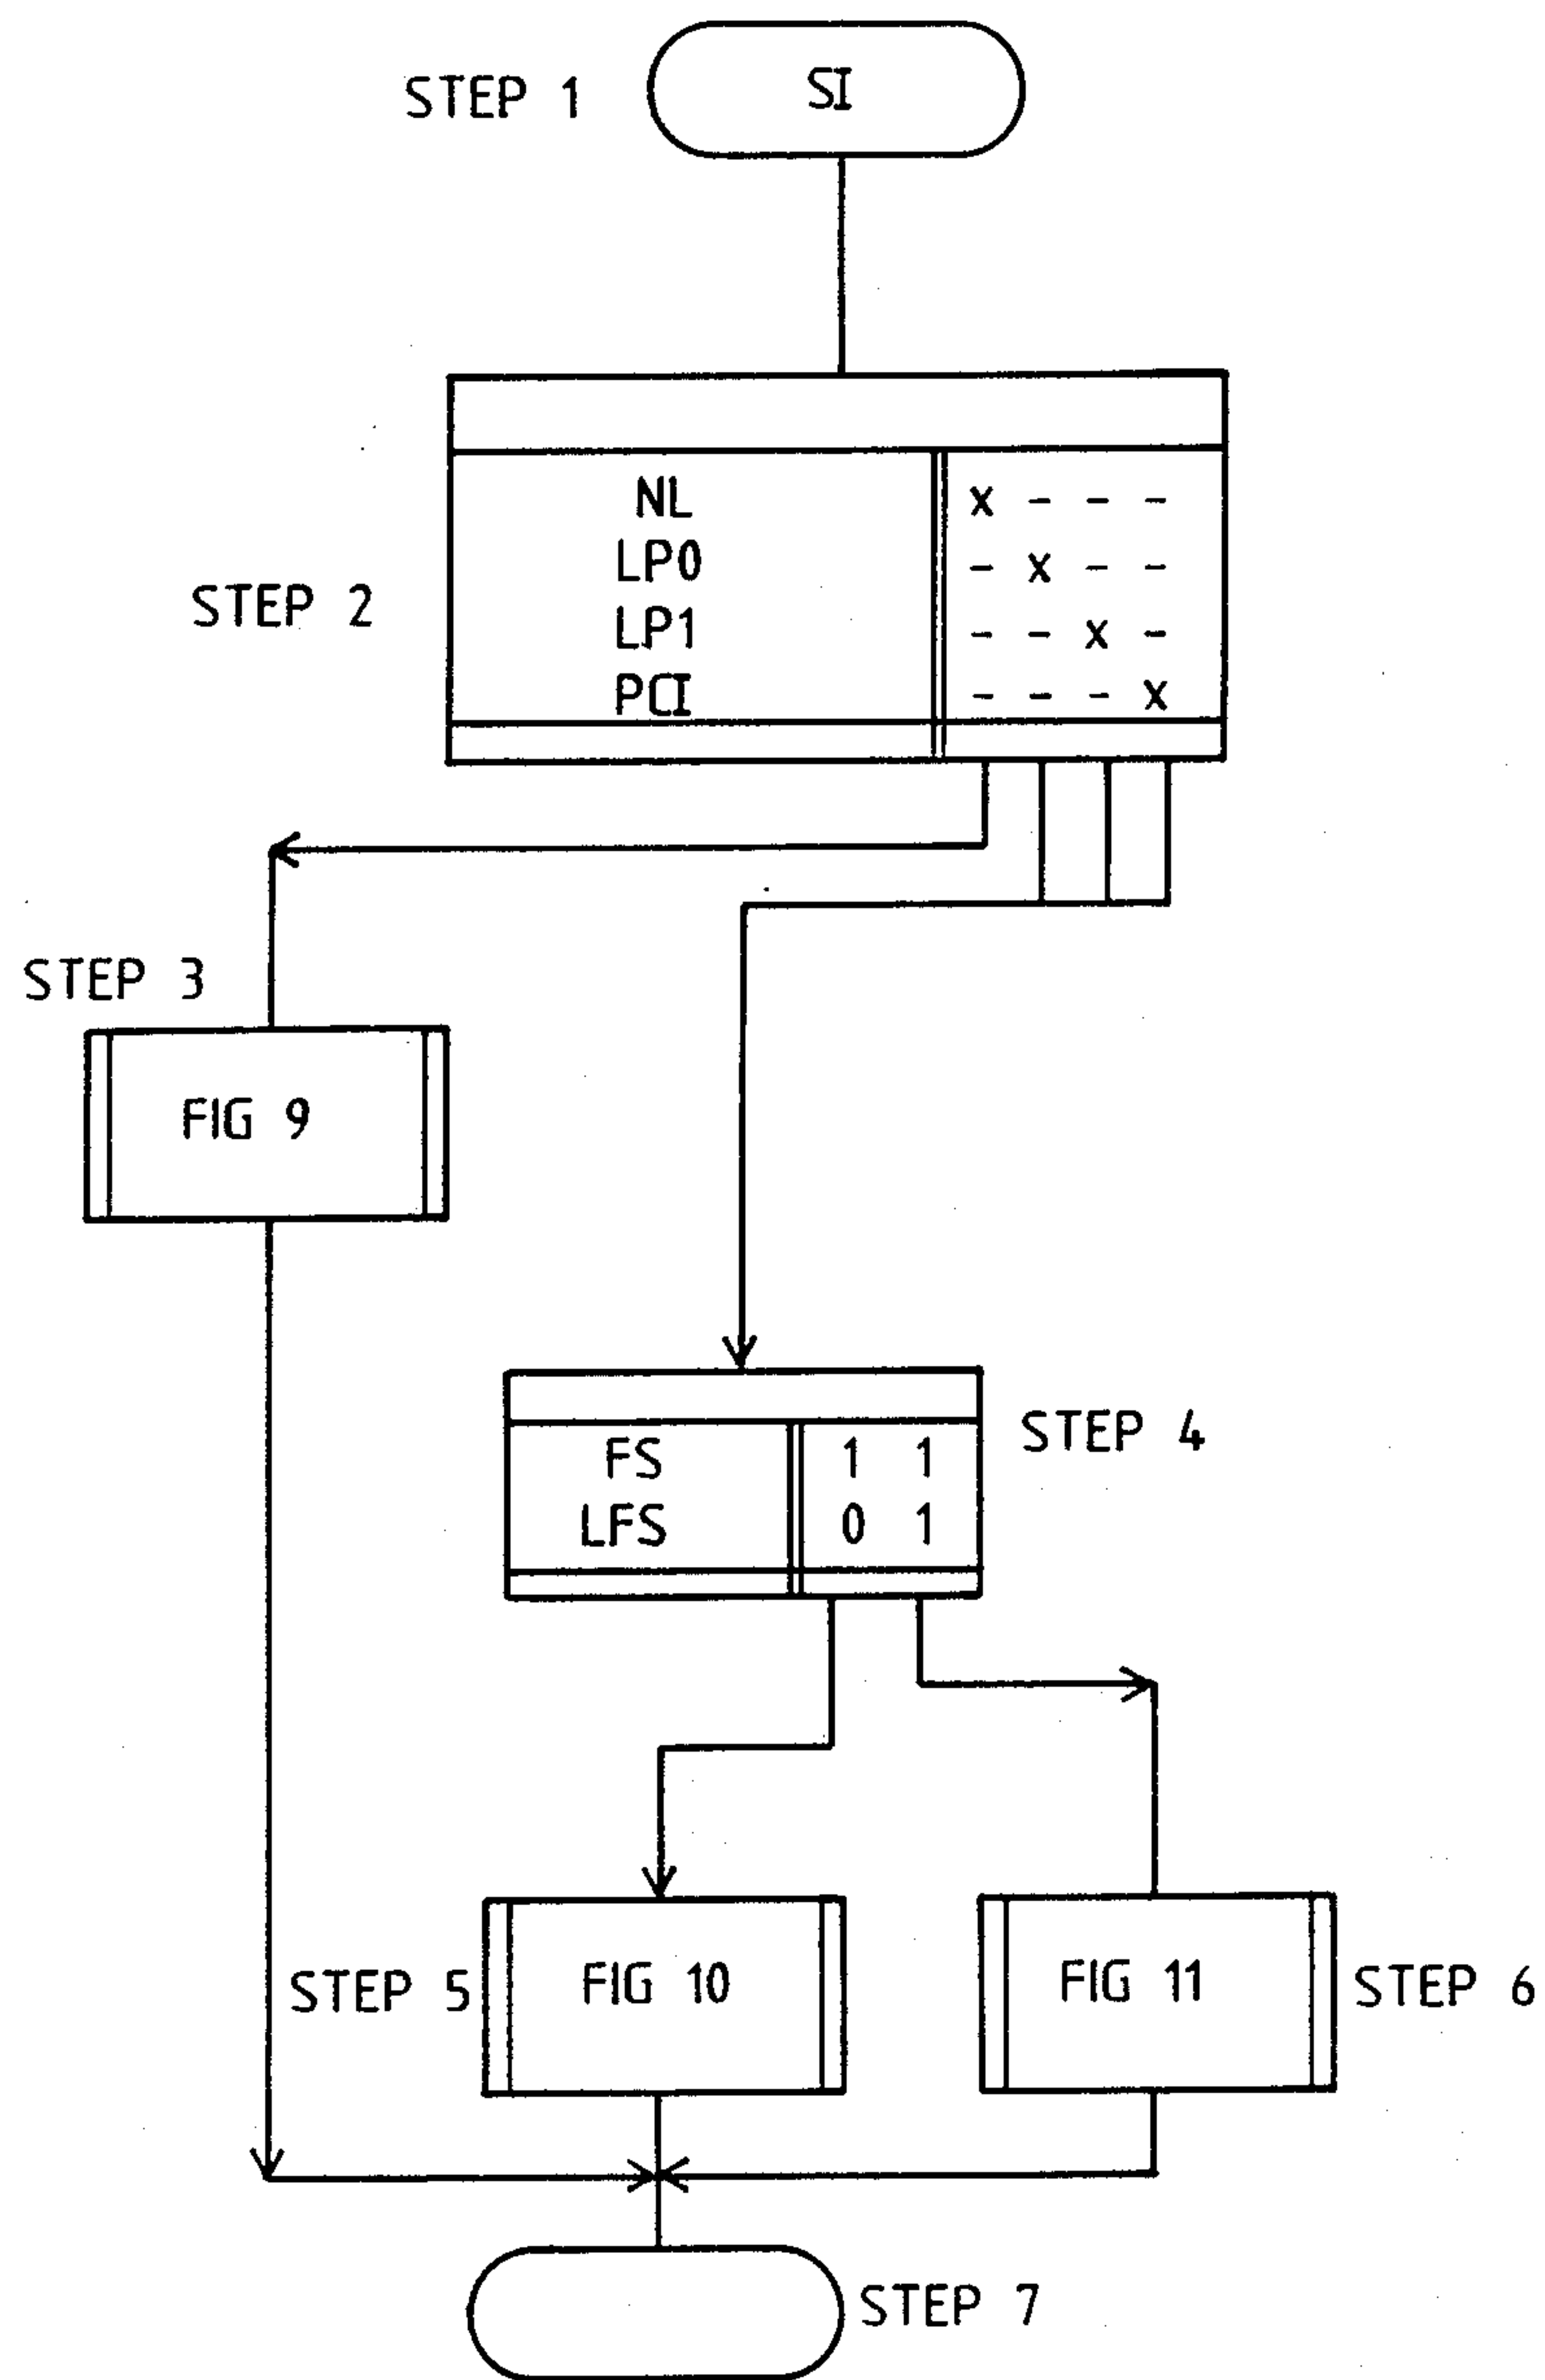 STEP 1
SI
STEP 2
NL x - - -
LP0 - x - -
LP1 - - x -
PCI - - - x
STEP 3
FIG 9
STEP 4
FS 1 1
LFS 0 1
STEP 5
FIG 10
FIG 11
STEP 6
STEP 7